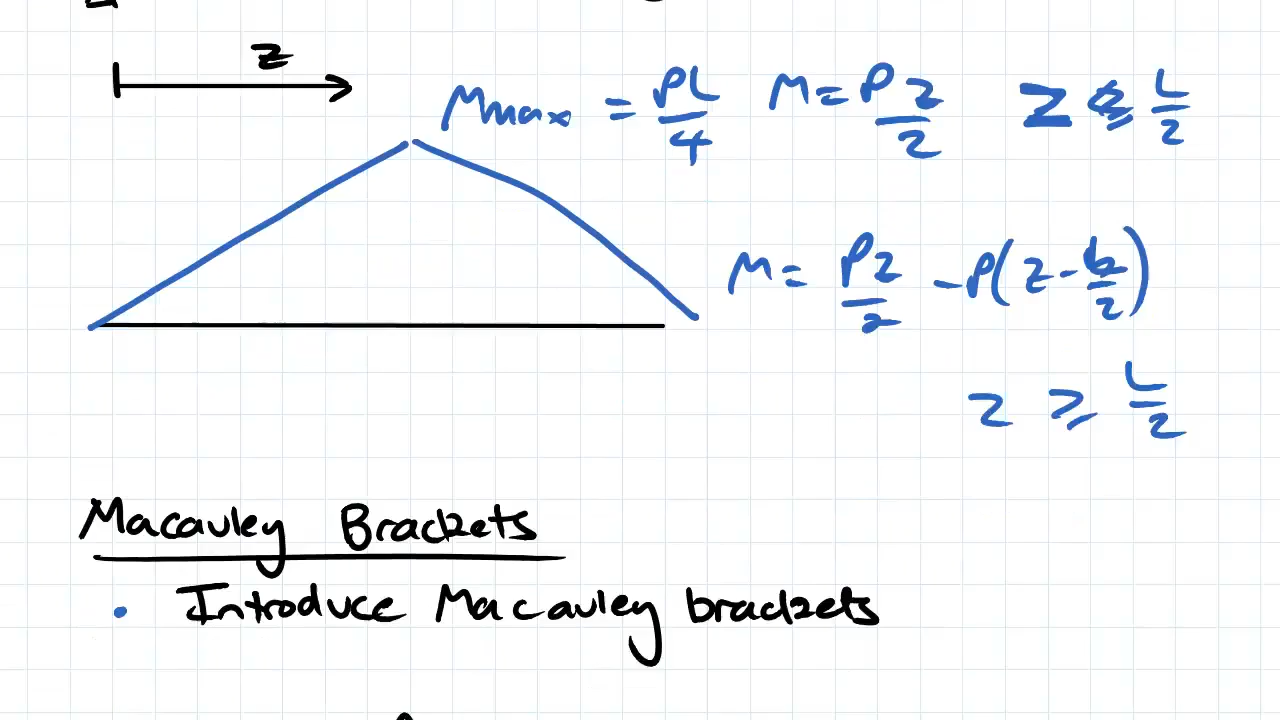 z
Mmax = PL/4 M = Pz/2 z ≤ L/2
M = Pz/2 - P(z - L/2)
z ≥ L/2
Macauley Brackets
• Introduce Macauley brackets